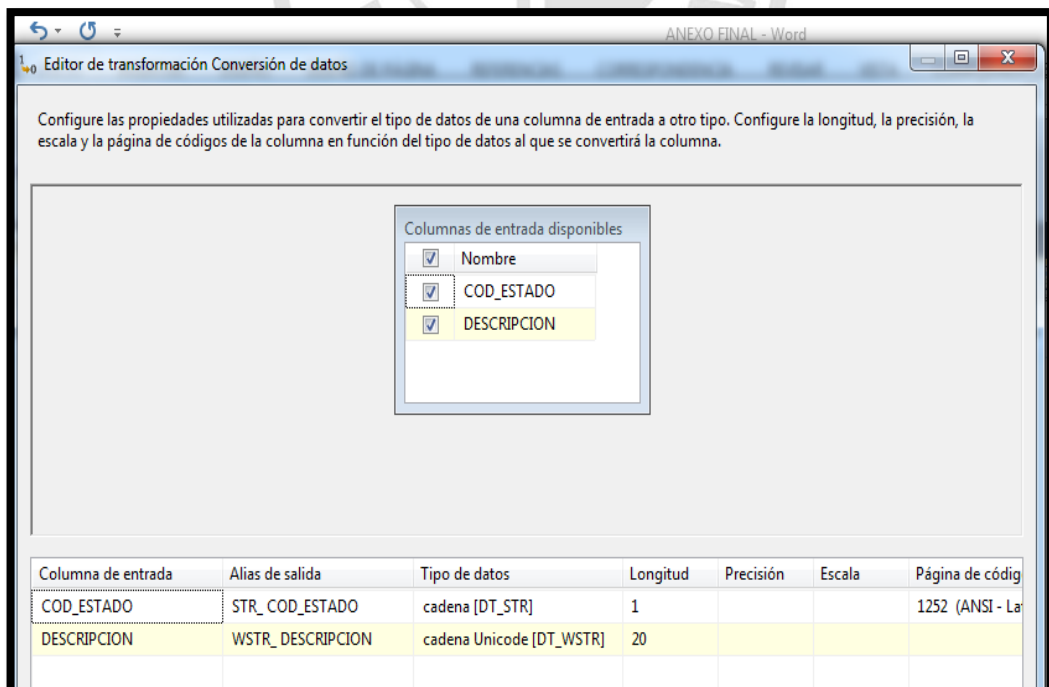 ANEXO FINAL - Word
Editor de transformación Conversión de datos
Configure las propiedades utilizadas para convertir el tipo de datos de una columna de entrada a otro tipo. Configure la longitud, la precisión, la
escala y la página de códigos de la columna en función del tipo de datos al que se convertirá la columna.
Columnas de entrada disponibles
Nombre
COD_ESTADO
DESCRIPCION
Columna de entrada Alias de salida Tipo de datos Longitud Precisión Escala Página de códig
COD_ESTADO STR_ COD_ESTADO cadena [DT_STR] 1 1252 (ANSI - La
DESCRIPCION WSTR_ DESCRIPCION cadena Unicode [DT_WSTR] 20